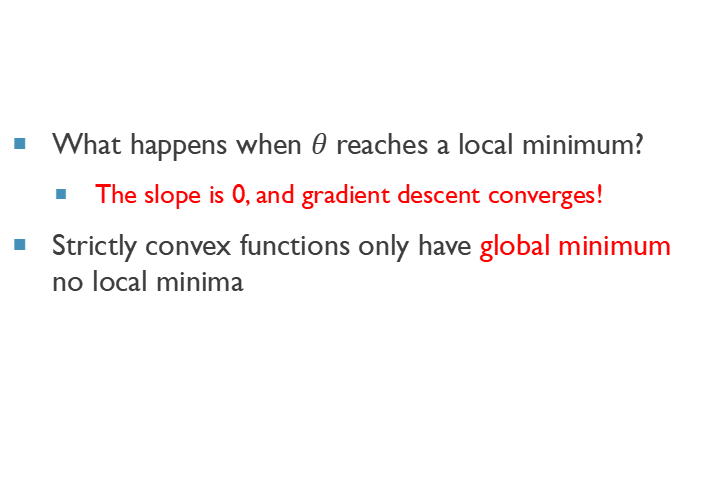 What happens when θ reaches a local minimum?
The slope is 0, and gradient descent converges!
Strictly convex functions only have global minimum
no local minima